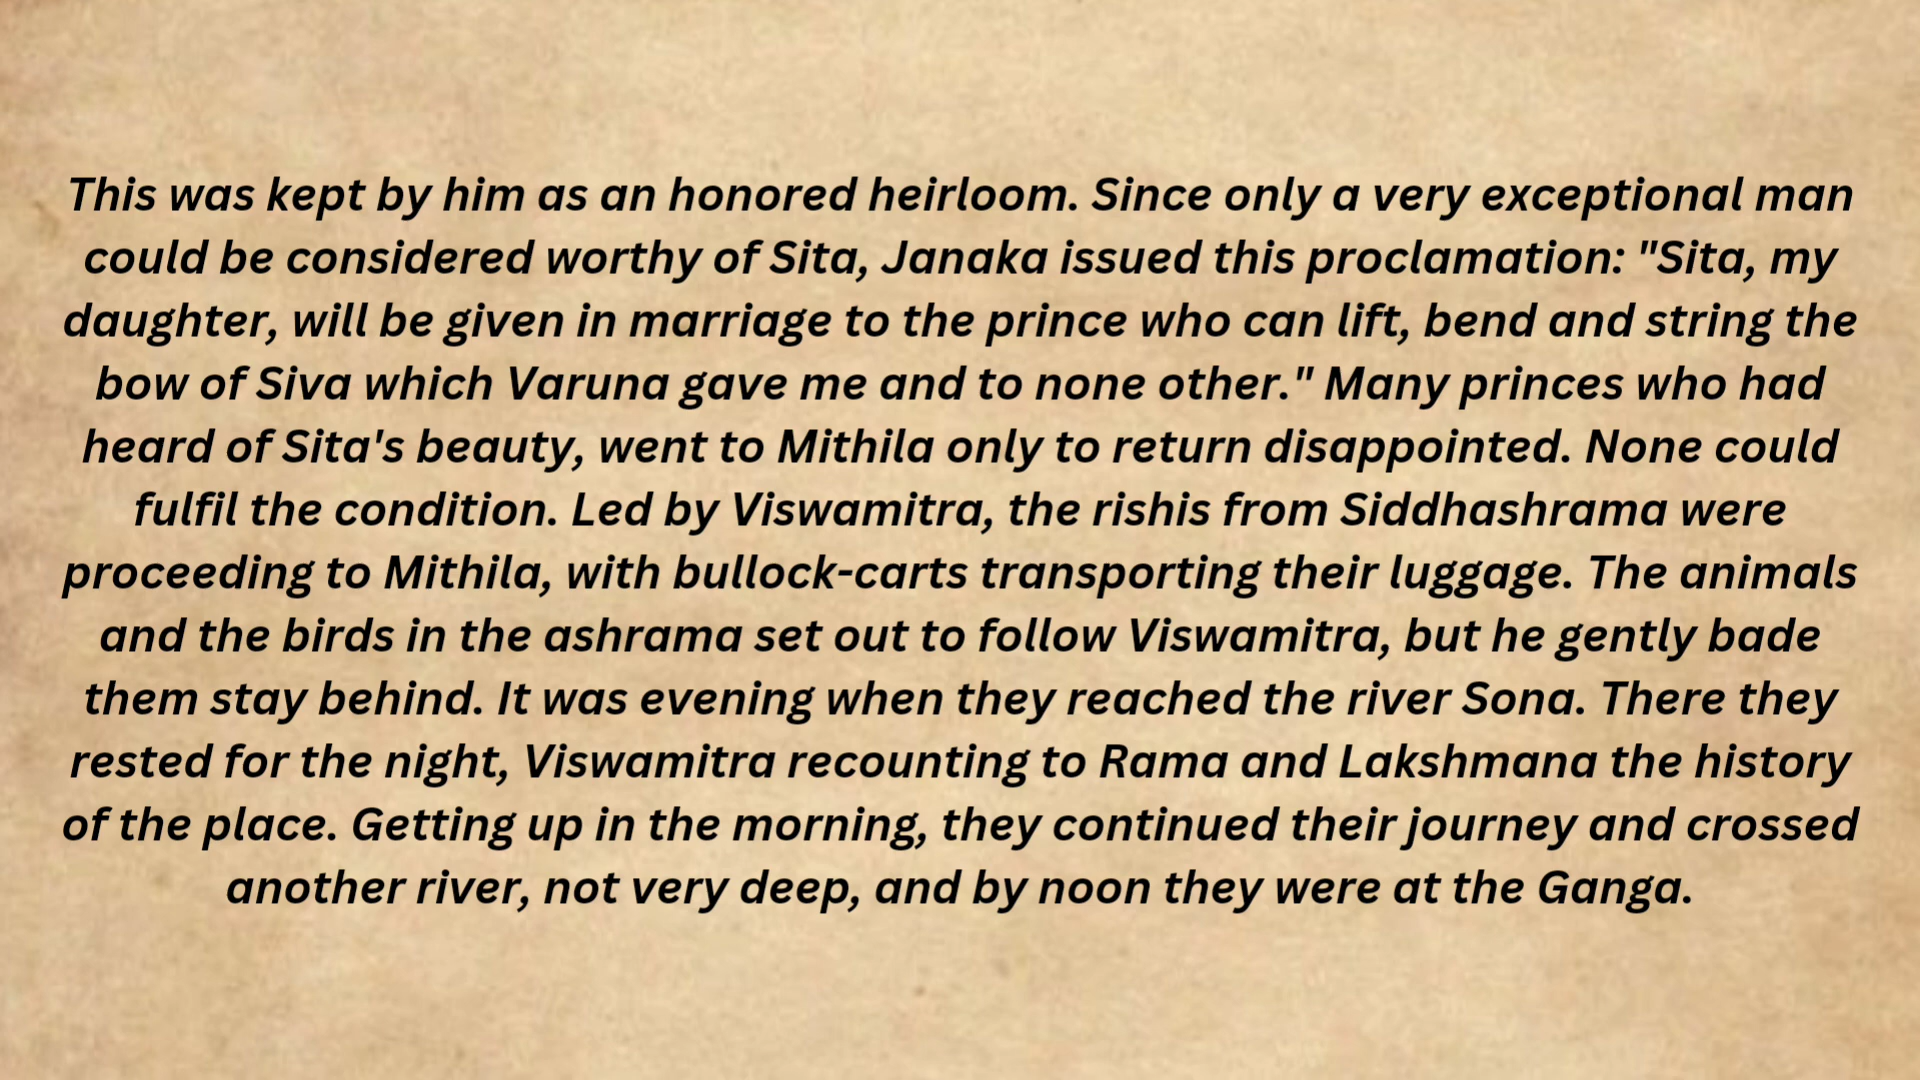 This was kept by him as an honored heirloom. Since only a very exceptional man
could be considered worthy of Sita, Janaka issued this proclamation: "Sita, my
daughter, will be given in marriage to the prince who can lift, bend and string the
bow of Siva which Varuna gave me and to none other." Many princes who had
heard of Sita's beauty, went to Mithila only to return disappointed. None could
fulfil the condition. Led by Viswamitra, the rishis from Siddhashrama were
proceeding to Mithila, with bullock-carts transporting their luggage. The animals
and the birds in the ashrama set out to follow Viswamitra, but he gently bade
them stay behind. It was evening when they reached the river Sona. There they
rested for the night, Viswamitra recounting to Rama and Lakshmana the history
of the place. Getting up in the morning, they continued their journey and crossed
another river, not very deep, and by noon they were at the Ganga.